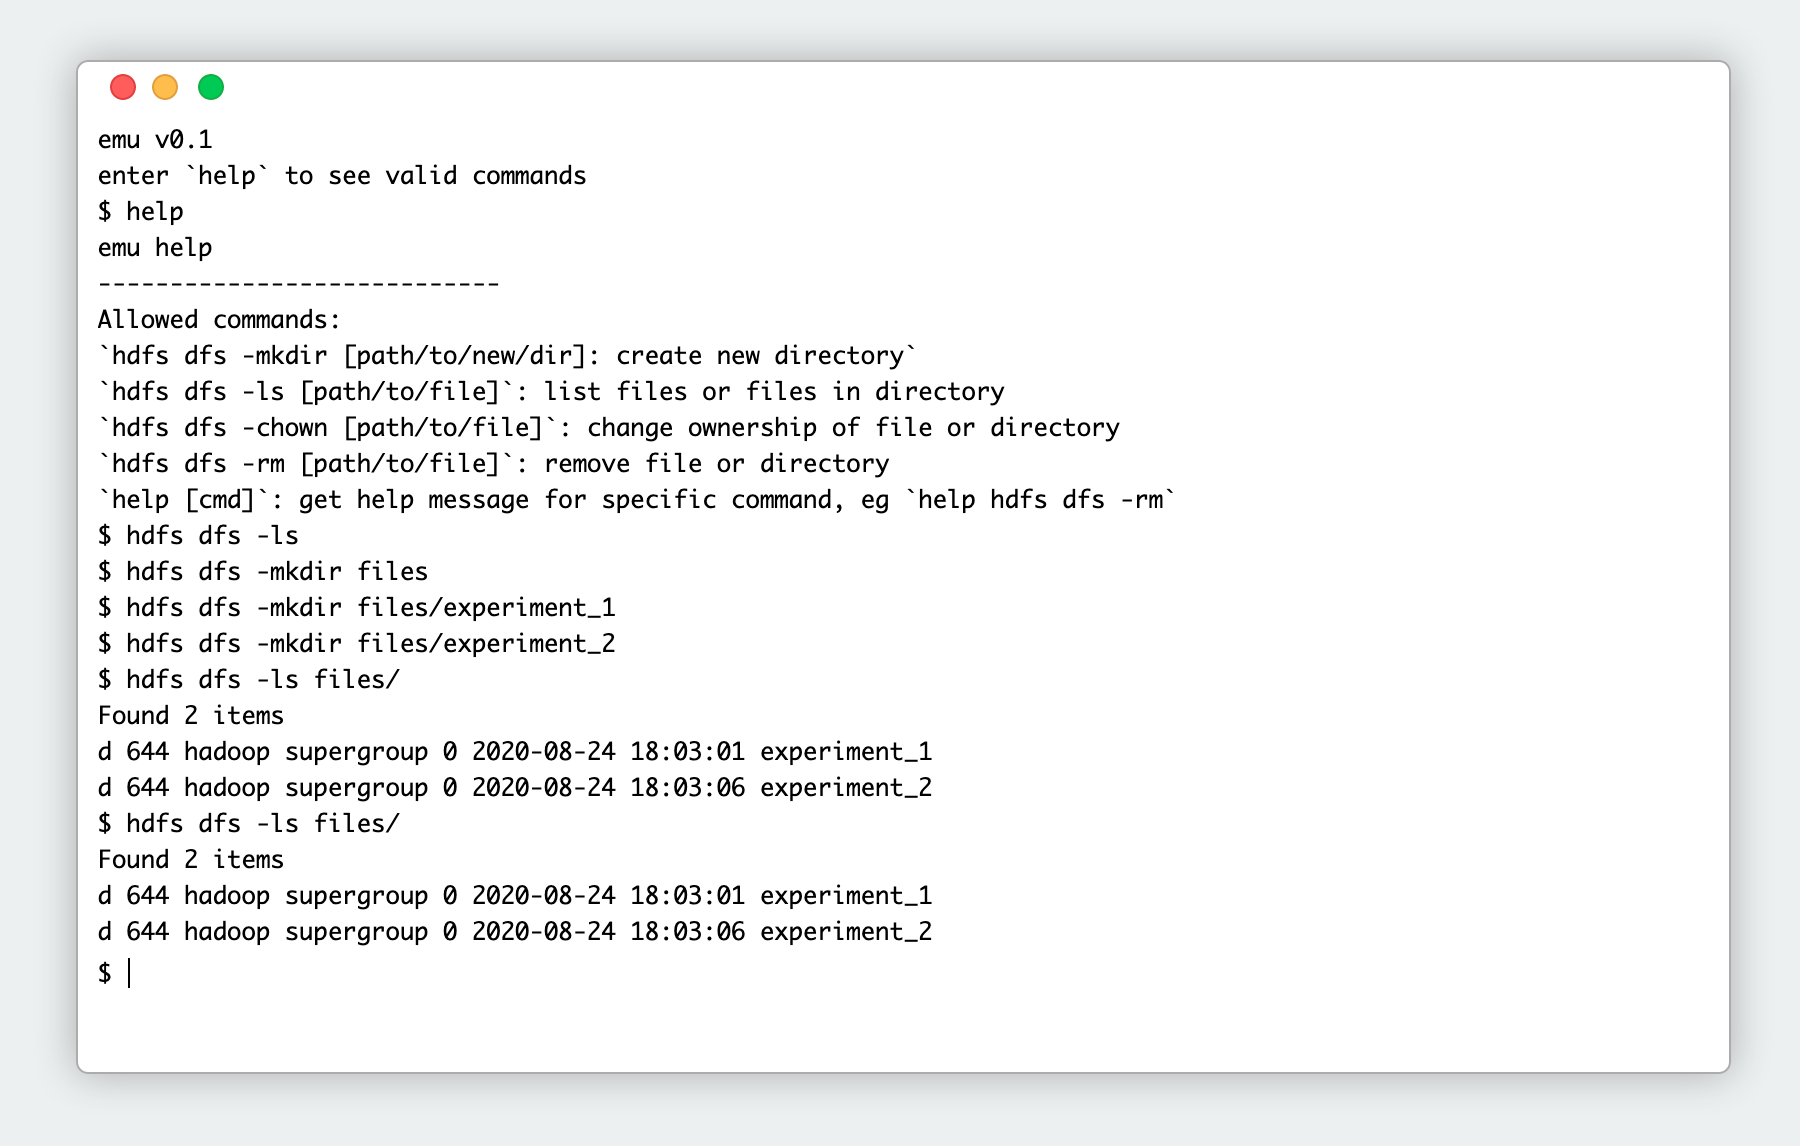 emu v0.1
enter `help` to see valid commands
$ help
emu help
----------------------------
Allowed commands:
`hdfs dfs -mkdir [path/to/new/dir]: create new directory`
`hdfs dfs -ls [path/to/file]`: list files or files in directory
`hdfs dfs -chown [path/to/file]`: change ownership of file or directory
`hdfs dfs -rm [path/to/file]`: remove file or directory
`help [cmd]`: get help message for specific command, eg `help hdfs dfs -rm`
$ hdfs dfs -ls
$ hdfs dfs -mkdir files
$ hdfs dfs -mkdir files/experiment_1
$ hdfs dfs -mkdir files/experiment_2
$ hdfs dfs -ls files/
Found 2 items
d 644 hadoop supergroup 0 2020-08-24 18:03:01 experiment_1
d 644 hadoop supergroup 0 2020-08-24 18:03:06 experiment_2
$ hdfs dfs -ls files/
Found 2 items
d 644 hadoop supergroup 0 2020-08-24 18:03:01 experiment_1
d 644 hadoop supergroup 0 2020-08-24 18:03:06 experiment_2
$